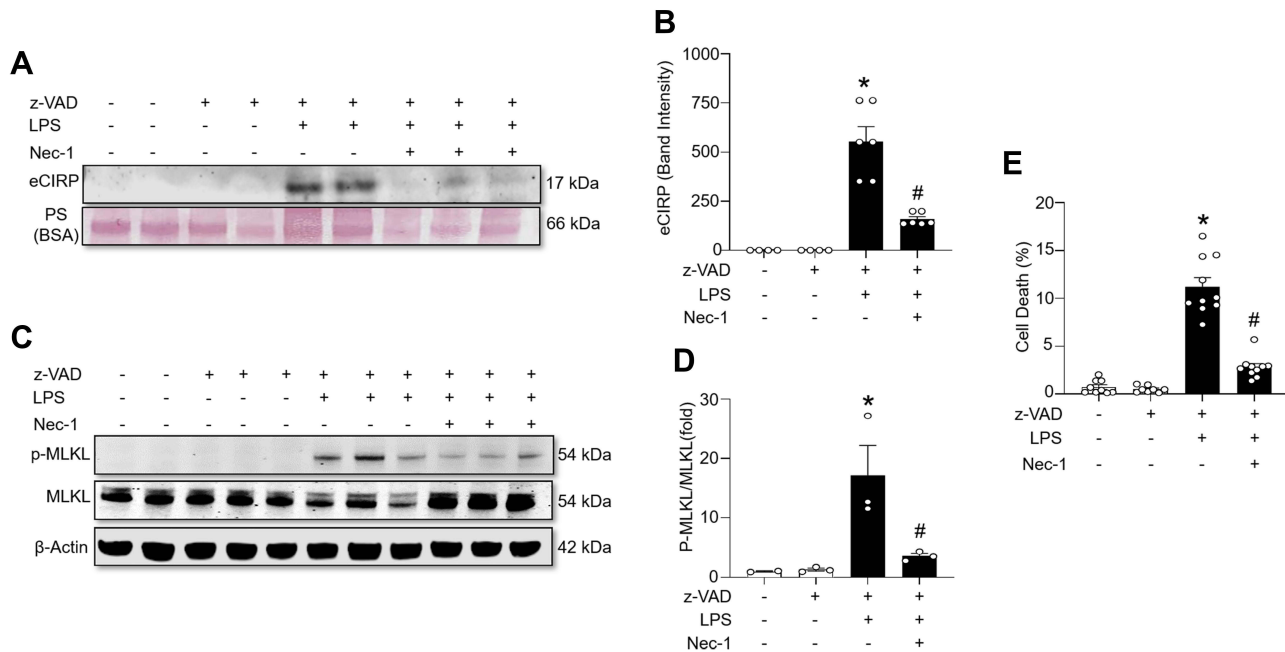 A
z-VAD - - + + + + + + +
LPS - - - - + + + + +
Nec-1 - - - - - - + + +
eCIRP 17 kDa
PS
(BSA) 66 kDa
B
eCIRP (Band Intensity)
1000
750
500
250
0
*
#
z-VAD - + + +
LPS - - + +
Nec-1 - - - +
C
z-VAD - - + + + + + + + + +
LPS - - - - - + + + + + +
Nec-1 - - - - - - - - + + +
p-MLKL 54 kDa
MLKL 54 kDa
β-Actin 42 kDa
D
P-MLKL/MLKL(fold)
30
20
10
0
*
#
z-VAD - + + +
LPS - - + +
Nec-1 - - - +
E
Cell Death (%)
20
15
10
5
0
*
#
z-VAD - + + +
LPS - - + +
Nec-1 - - - +